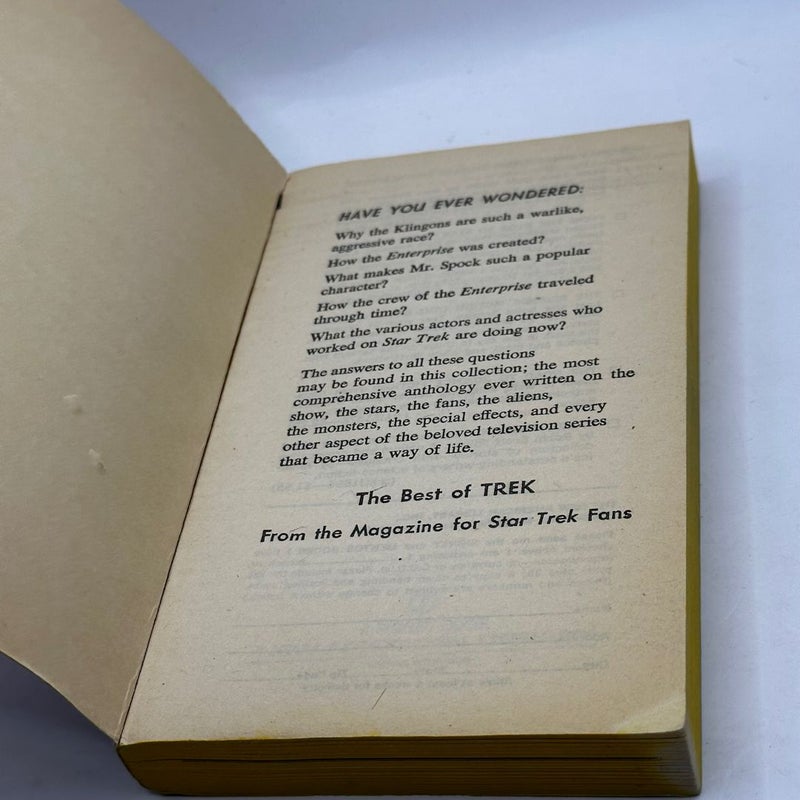 HAVE YOU EVER WONDERED:
Why the Klingons are such a warlike,
aggressive race?
How the Enterprise was created?
What makes Mr. Spock such a popular
character?
How the crew of the Enterprise traveled
through time?
What the various actors and actresses who
worked on Star Trek are doing now?
The answers to all these questions
may be found in this collection; the most
comprehensive anthology ever written on the
show, the stars, the fans, the aliens,
the monsters, the special effects, and every
other aspect of the beloved television series
that became a way of life.
The Best of TREK
From the Magazine for Star Trek Fans